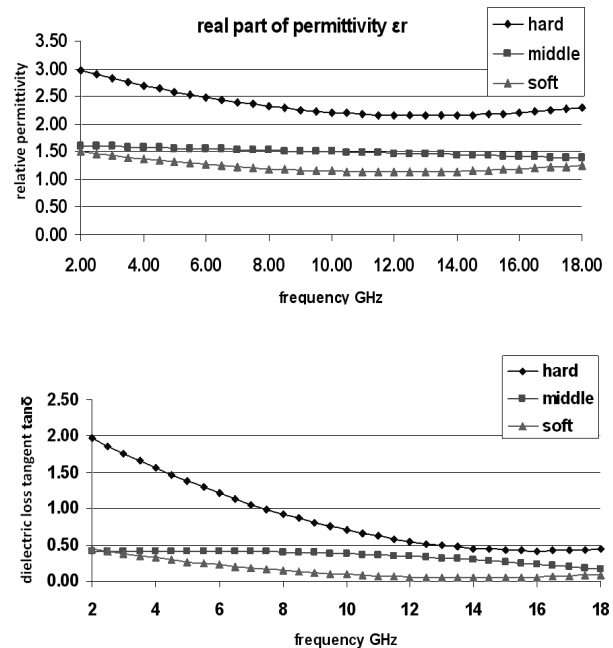 real part of permittivity εr
hard
middle
soft
relative permittivity
3.50
3.00
2.50
2.00
1.50
1.00
0.50
0.00
2.00 4.00 6.00 8.00 10.00 12.00 14.00 16.00 18.00
frequency GHz
hard
middle
soft
dielectric loss tangent tanδ
2.50
2.00
1.50
1.00
0.50
0.00
2 4 6 8 10 12 14 16 18
frequency GHz